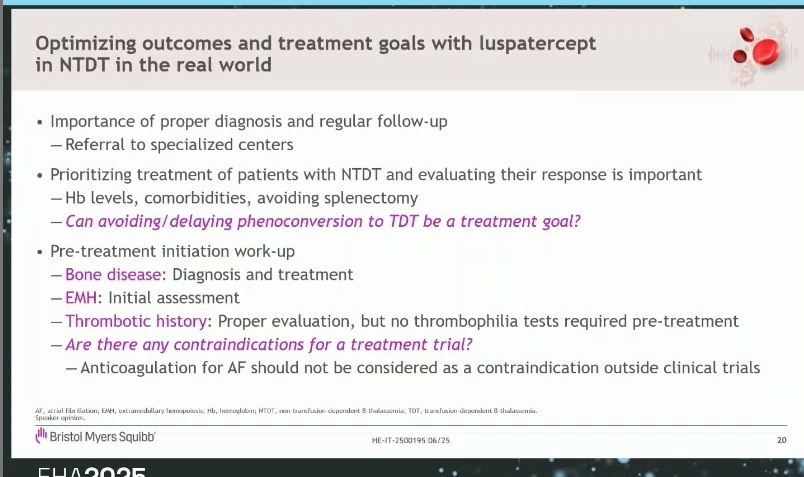 Optimizing outcomes and treatment goals with luspatercept
in NTDT in the real world
• Importance of proper diagnosis and regular follow-up
— Referral to specialized centers
• Prioritizing treatment of patients with NTDT and evaluating their response is important
— Hb levels, comorbidities, avoiding splenectomy
— Can avoiding/delaying phenoconversion to TDT be a treatment goal?
• Pre-treatment initiation work-up
— Bone disease: Diagnosis and treatment
— EMH: Initial assessment
— Thrombotic history: Proper evaluation, but no thrombophilia tests required pre-treatment
— Are there any contraindications for a treatment trial?
— Anticoagulation for AF should not be considered as a contraindication outside clinical trials
AF, atrial fibrillation; EMH, extramedullary hemopoiesis; Hb, hemoglobin; NTDT, non-transfusion-dependent β-thalassemia; TDT, transfusion-dependent β-thalassemia.
Speaker opinion.
Bristol Myers Squibb
HE-IT-2500195 06/25
20
EHA2025